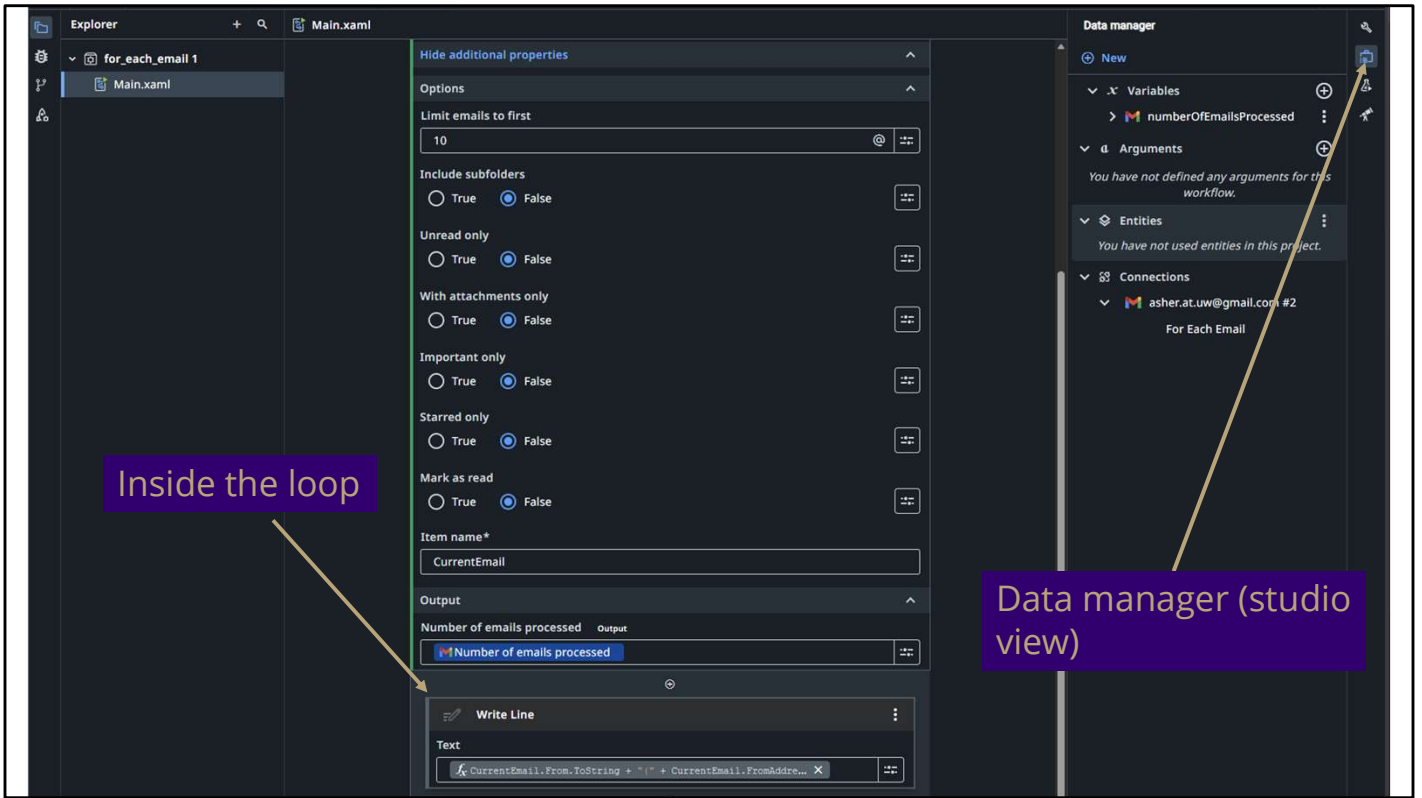 Explorer
Main.xaml
for_each_email 1
Main.xaml
Hide additional properties
Options
Limit emails to first
10
Include subfolders
True False
Unread only
True False
With attachments only
True False
Important only
True False
Starred only
True False
Mark as read
True False
Item name*
CurrentEmail
Output
Number of emails processed Output
Number of emails processed
Write Line
Text
fx CurrentEmail.From.ToString + "(" + CurrentEmail.FromAddre...
Inside the loop
Data manager
New
x Variables
numberOfEmailsProcessed
a Arguments
You have not defined any arguments for this
workflow.
Entities
You have not used entities in this project.
Connections
asher.at.uw@gmail.com #2
For Each Email
Data manager (studio
view)